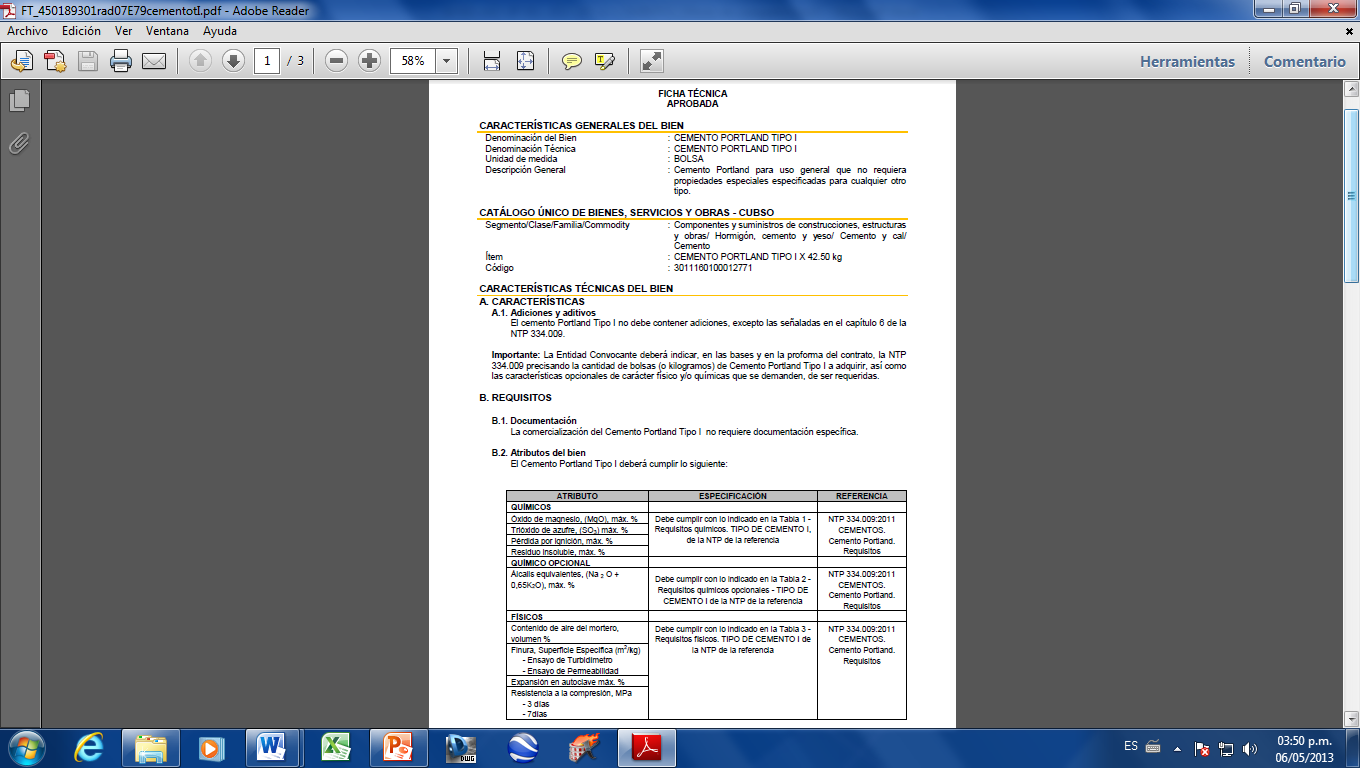 FT_450189301rad07E79cementotI.pdf - Adobe Reader
Archivo Edición Ver Ventana Ayuda
1 / 3 58% Herramientas Comentario
FICHA TÉCNICA
APROBADA
CARACTERÍSTICAS GENERALES DEL BIEN
Denominación del Bien : CEMENTO PORTLAND TIPO I
Denominación Técnica : CEMENTO PORTLAND TIPO I
Unidad de medida : BOLSA
Descripción General : Cemento Portland para uso general que no requiera
propiedades especiales especificadas para cualquier otro
tipo.
CATÁLOGO ÚNICO DE BIENES, SERVICIOS Y OBRAS - CUBSO
Segmento/Clase/Familia/Commodity : Componentes y suministros de construcciones, estructuras
y obras/ Hormigón, cemento y yeso/ Cemento y cal/
Cemento
Ítem : CEMENTO PORTLAND TIPO I X 42.50 kg
Código : 3011160100012771
CARACTERÍSTICAS TÉCNICAS DEL BIEN
A. CARACTERÍSTICAS
A.1. Adiciones y aditivos
El cemento Portland Tipo I no debe contener adiciones, excepto las señaladas en el capítulo 6 de la
NTP 334.009.
Importante: La Entidad Convocante deberá indicar, en las bases y en la proforma del contrato, la NTP
334.009 precisando la cantidad de bolsas (o kilogramos) de Cemento Portland Tipo I a adquirir, así como
las características opcionales de carácter físico y/o químicas que se demanden, de ser requeridas.
B. REQUISITOS
B.1. Documentación
La comercialización del Cemento Portland Tipo I no requiere documentación específica.
B.2. Atributos del bien
El Cemento Portland Tipo I deberá cumplir lo siguiente:
ATRIBUTO ESPECIFICACIÓN REFERENCIA
QUÍMICOS
Óxido de magnesio, (MgO), máx. %
Trióxido de azufre, (SO3) máx. %
Pérdida por ignición, máx. %
Residuo insoluble, máx. %
Debe cumplir con lo indicado en la Tabla 1 -
Requisitos químicos. TIPO DE CEMENTO I,
de la NTP de la referencia
NTP 334.009:2011
CEMENTOS.
Cemento Portland.
Requisitos
QUÍMICO OPCIONAL
Álcalis equivalentes, (Na 2 O +
0,65K2O), máx. %
Debe cumplir con lo indicado en la Tabla 2 -
Requisitos químicos opcionales - TIPO DE
CEMENTO I de la NTP de la referencia
NTP 334.009:2011
CEMENTOS.
Cemento Portland.
Requisitos
FÍSICOS
Contenido de aire del mortero,
volumen %
Finura, Superficie Especifica (m2/kg)
- Ensayo de Turbidímetro
- Ensayo de Permeabilidad
Expansión en autoclave máx. %
Resistencia a la compresión, MPa
- 3 días
- 7días
Debe cumplir con lo indicado en la Tabla 3 -
Requisitos físicos. TIPO DE CEMENTO I de
la NTP de la referencia
NTP 334.009:2011
CEMENTOS.
Cemento Portland.
Requisitos
DWG
ES
03:50 p.m.
06/05/2013